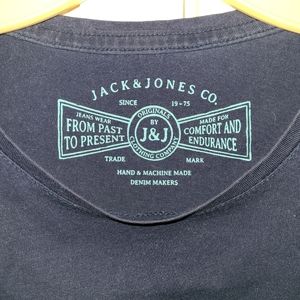 JACK & JONES CO.
SINCE 19-75
JEANS WEAR
FROM PAST
TO PRESENT
ORIGINALS
BY
J&J
CLOTHING COMPANY
MADE FOR
COMFORT AND
ENDURANCE
TRADE MARK
HAND & MACHINE MADE
DENIM MAKERS